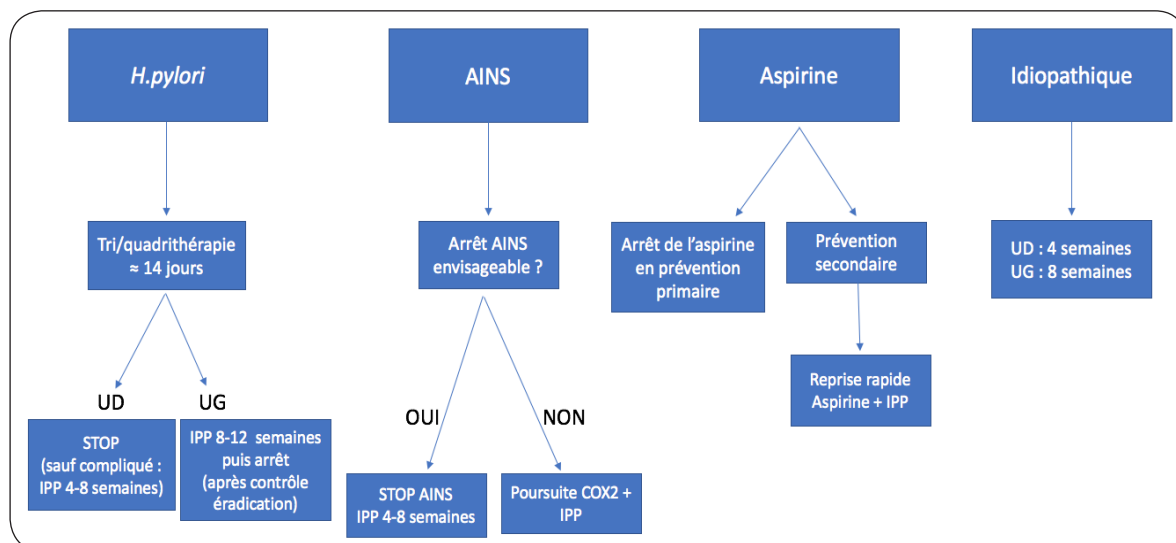 H.pylori
AINS
Aspirine
Idiopathique
Tri/quadrithérapie
≈ 14 jours
Arrêt AINS
envisageable ?
Arrêt de l’aspirine
en prévention
primaire
Prévention
secondaire
UD : 4 semaines
UG : 8 semaines
Reprise rapide
Aspirine + IPP
UD
UG
OUI
NON
STOP
(sauf compliqué :
IPP 4-8 semaines)
IPP 8-12 semaines
puis arrêt
(après contrôle
éradication)
STOP AINS
IPP 4-8 semaines
Poursuite COX2 +
IPP